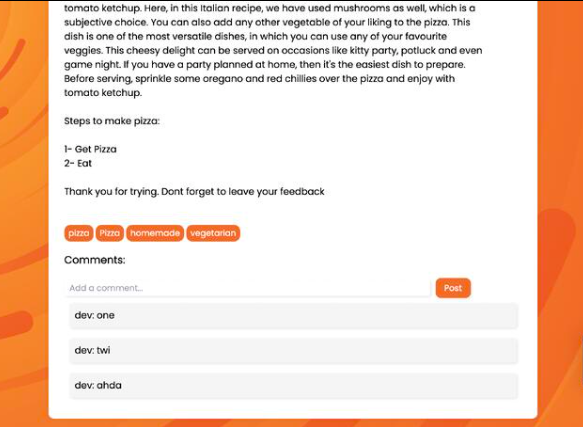 tomato ketchup. Here, in this Italian recipe, we have used mushrooms as well, which is a
subjective choice. You can also add any other vegetable of your liking to the pizza. This
dish is one of the most versatile dishes, in which you can use any of your favourite
veggies. This cheesy delight can be served on occasions like kitty party, potluck and even
game night. If you have a party planned at home, then it's the easiest dish to prepare.
Before serving, sprinkle some oregano and red chillies over the pizza and enjoy with
tomato ketchup.
Steps to make pizza:
1- Get Pizza
2- Eat
Thank you for trying. Dont forget to leave your feedback
pizza Pizza homemade vegetarian
Comments:
Add a comment... Post
dev: one
dev: twi
dev: ahda